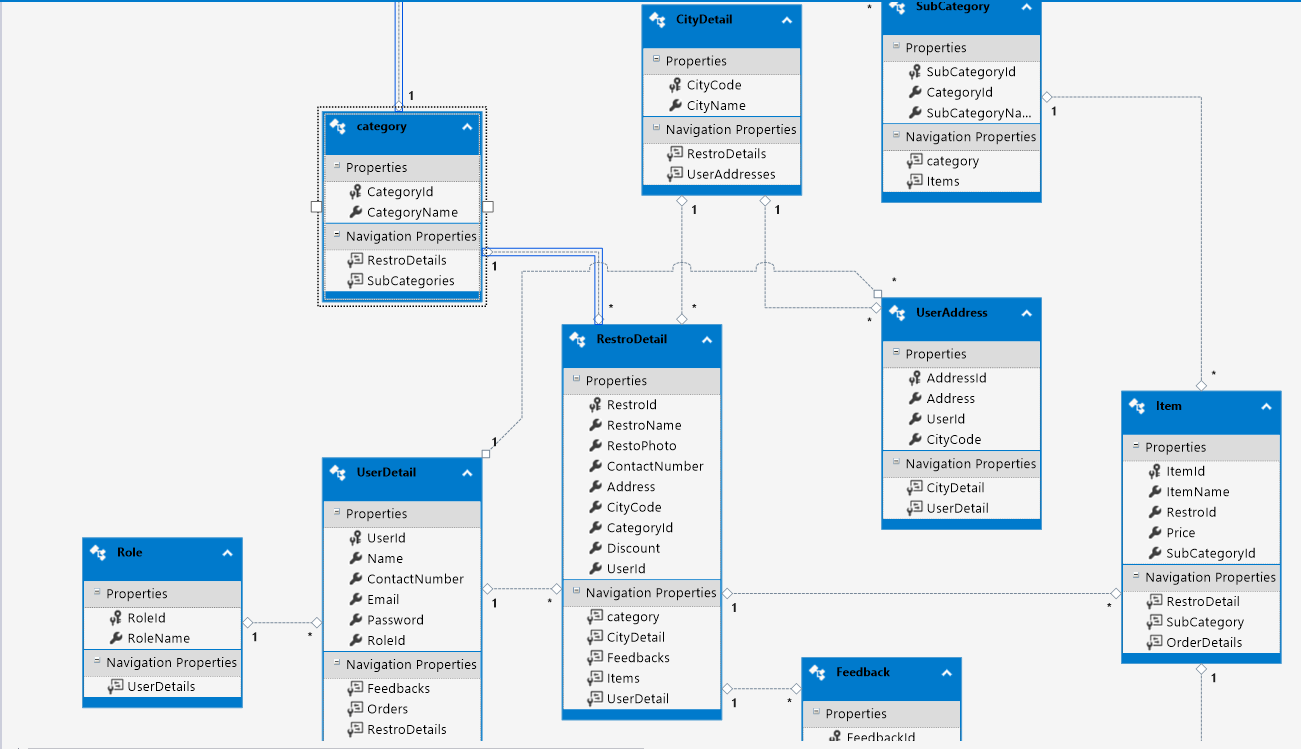 category
Properties
CategoryId
CategoryName
Navigation Properties
RestroDetails
SubCategories
1
1
*
CityDetail
Properties
CityCode
CityName
Navigation Properties
RestroDetails
UserAddresses
1
1
*
*
SubCategory
Properties
SubCategoryId
CategoryId
SubCategoryNa...
Navigation Properties
category
Items
*
1
*
UserAddress
Properties
AddressId
Address
UserId
CityCode
Navigation Properties
CityDetail
UserDetail
*
1
RestroDetail
Properties
RestroId
RestroName
RestoPhoto
ContactNumber
Address
CityCode
CategoryId
Discount
UserId
Navigation Properties
category
CityDetail
Feedbacks
Items
UserDetail
1
*
1
*
Item
Properties
ItemId
ItemName
RestroId
Price
SubCategoryId
Navigation Properties
RestroDetail
SubCategory
OrderDetails
1
UserDetail
Properties
UserId
Name
ContactNumber
Email
Password
RoleId
Navigation Properties
Feedbacks
Orders
RestroDetails
1
*
Role
Properties
RoleId
RoleName
Navigation Properties
UserDetails
1
*
Feedback
Properties
FeedbackId